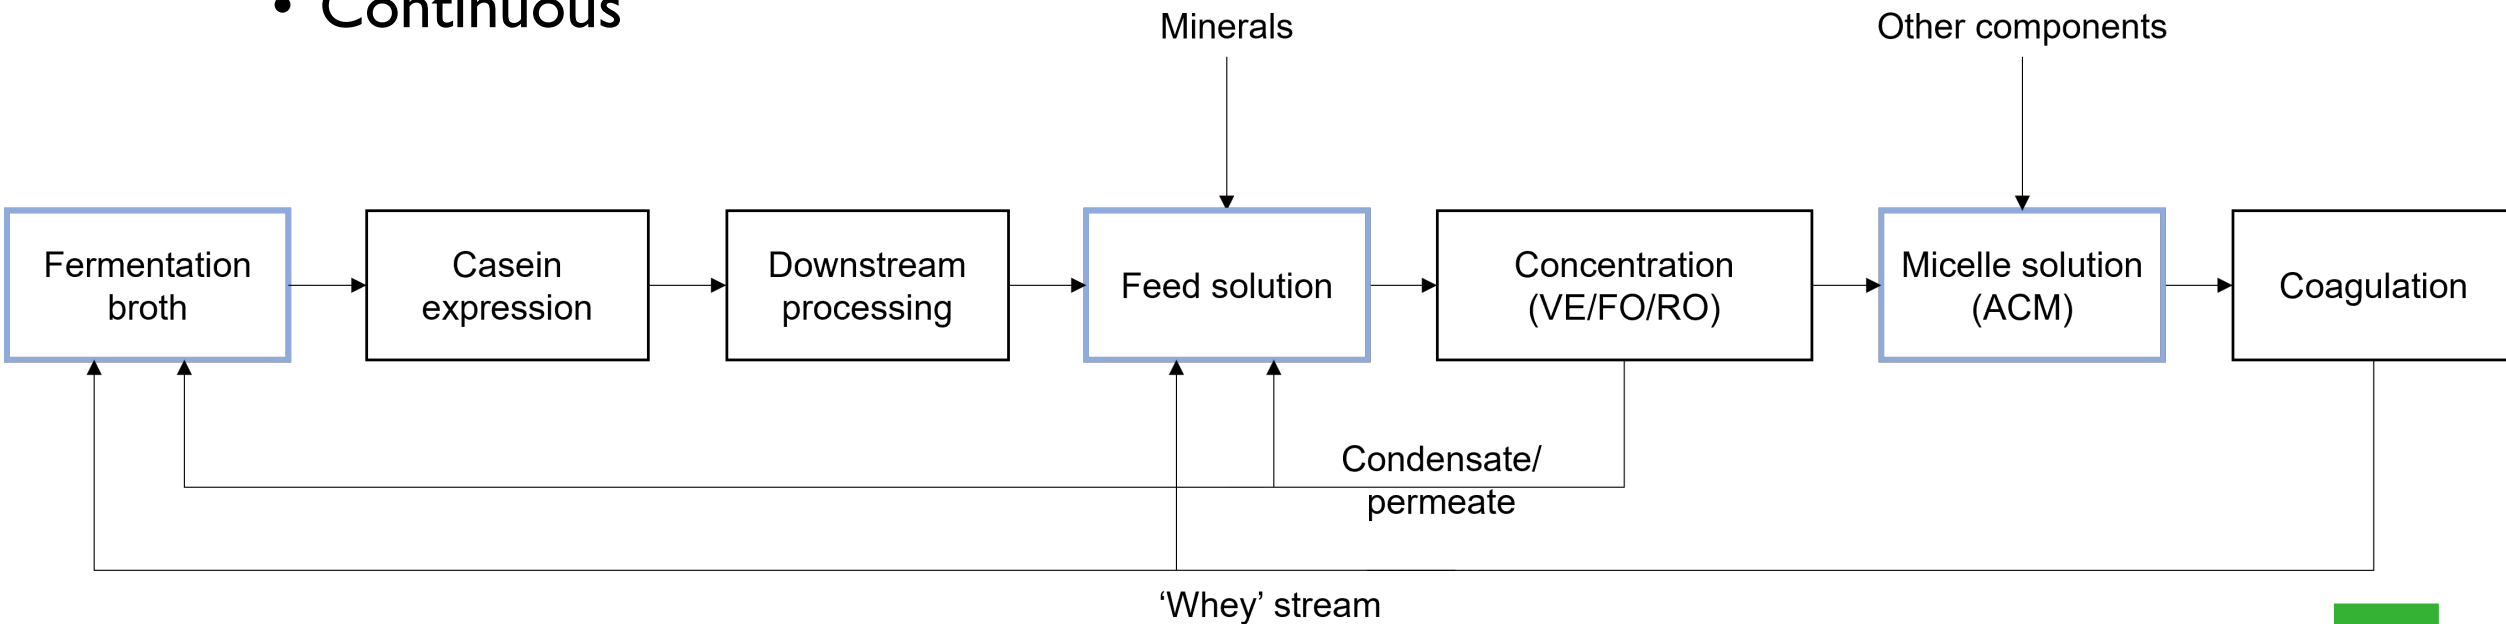 • Continuous
Minerals
Other components
Fermentation
broth
Casein
expression
Downstream
processing
Feed solution
Concentration
(VE/FO/RO)
Micelle solution
(ACM)
Coagulation
Condensate/
permeate
‘Whey’ stream